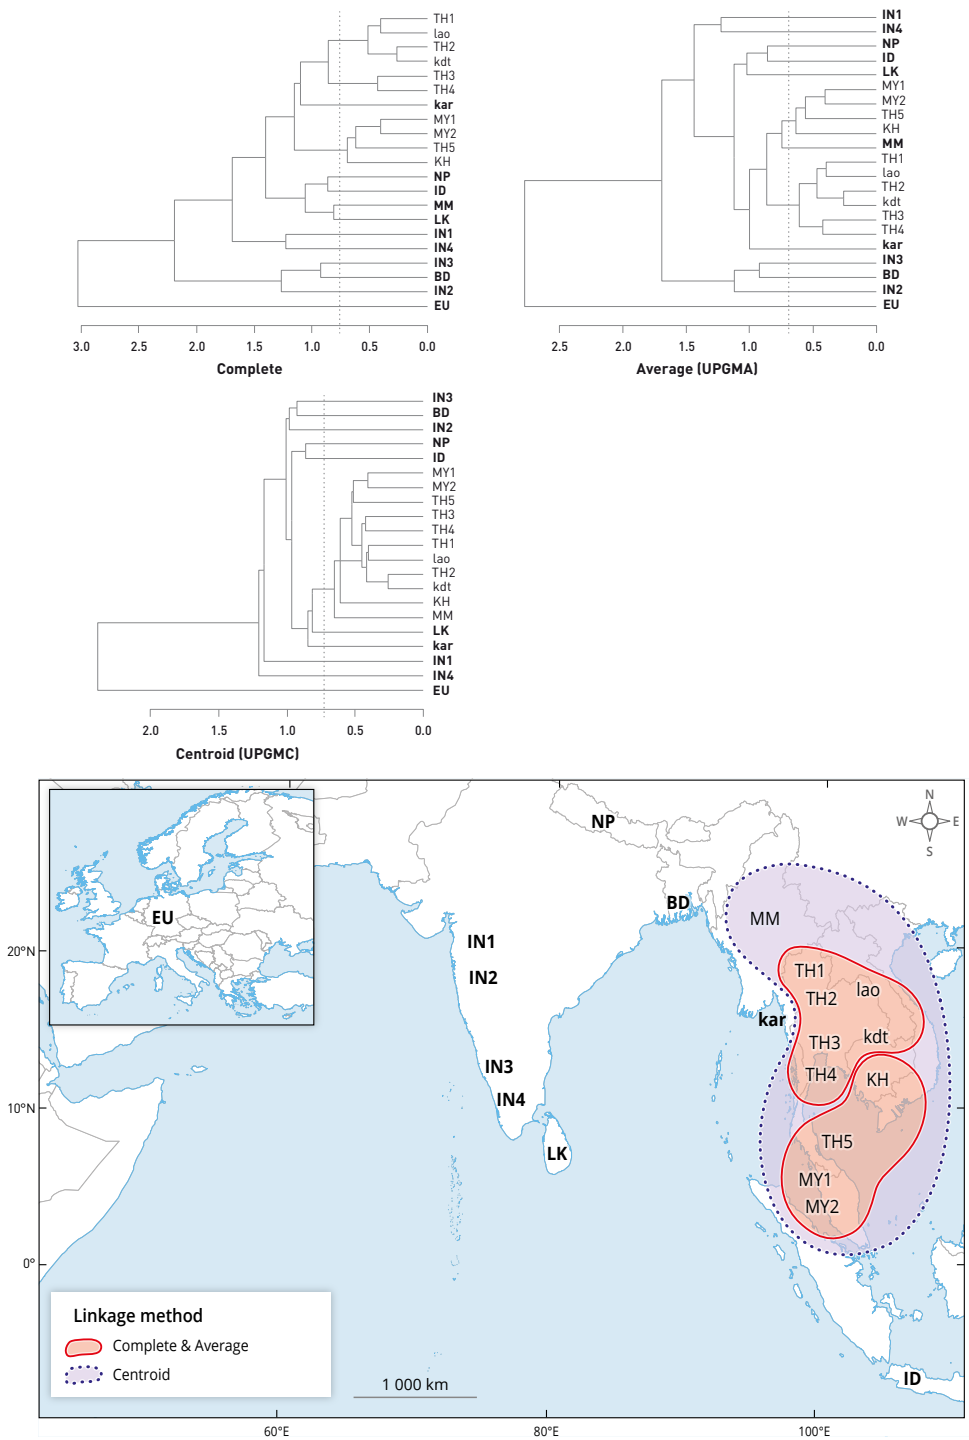 TH1
lao
TH2
kdt
TH3
TH4
kar
MY1
MY2
TH5
KH
NP
ID
MM
LK
IN1
IN4
IN3
BD
IN2
EU
3.0 2.5 2.0 1.5 1.0 0.5 0.0
Complete
IN1
IN4
NP
ID
LK
MY1
MY2
TH5
KH
MM
TH1
lao
TH2
kdt
TH3
TH4
kar
IN3
BD
IN2
EU
2.5 2.0 1.5 1.0 0.5 0.0
Average (UPGMA)
IN3
BD
IN2
NP
ID
MY1
MY2
TH5
TH3
TH4
TH1
lao
TH2
kdt
KH
MM
LK
kar
IN1
IN4
EU
2.0 1.5 1.0 0.5 0.0
Centroid (UPGMC)
N
W E
S
NP
EU
BD
MM
IN1
20°N
TH1
IN2
lao
TH2
kar
kdt
TH3
IN3
TH4
KH
IN4
10°N
TH5
LK
MY1
MY2
0°
Linkage method
Complete & Average
Centroid
1 000 km
ID
60°E 80°E 100°E